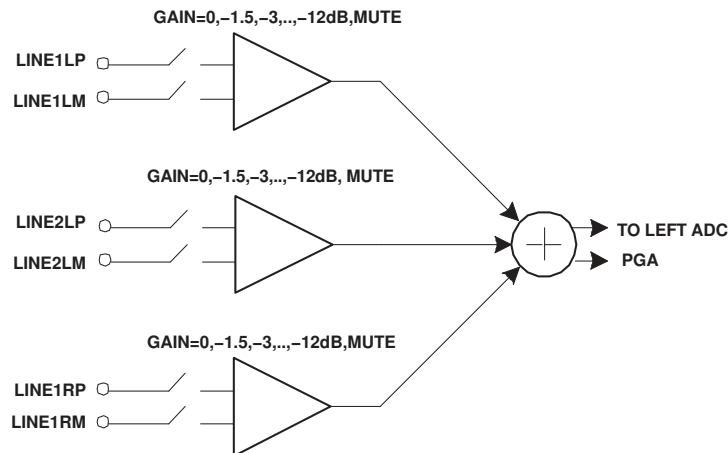 GAIN=0,−1.5,−3,..,−12dB,MUTE
LINE1LP
LINE1LM
GAIN=0,−1.5,−3,..,−12dB, MUTE
LINE2LP
LINE2LM
TO LEFT ADC
PGA
GAIN=0,−1.5,−3,..,−12dB,MUTE
LINE1RP
LINE1RM